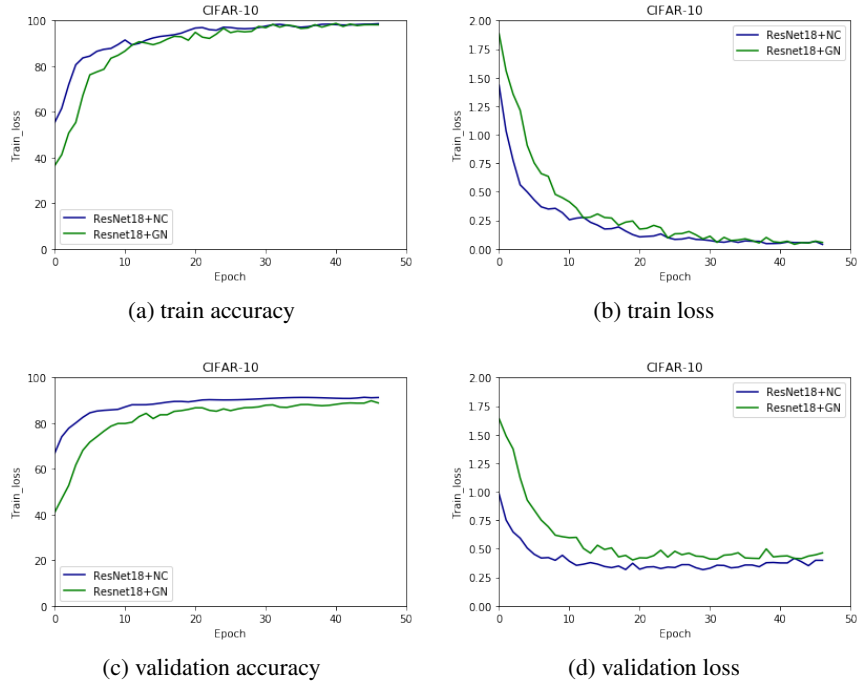 CIFAR-10
100
80
60
40
20
0
Train_loss
ResNet18+NC
Resnet18+GN
0 10 20 30 40 50
Epoch
(a) train accuracy
CIFAR-10
2.00
1.75
1.50
1.25
1.00
0.75
0.50
0.25
0.00
Train_loss
ResNet18+NC
Resnet18+GN
0 10 20 30 40 50
Epoch
(b) train loss
CIFAR-10
100
80
60
40
20
0
Train_loss
ResNet18+NC
Resnet18+GN
0 10 20 30 40 50
Epoch
(c) validation accuracy
CIFAR-10
2.00
1.75
1.50
1.25
1.00
0.75
0.50
0.25
0.00
Train_loss
ResNet18+NC
Resnet18+GN
0 10 20 30 40 50
Epoch
(d) validation loss